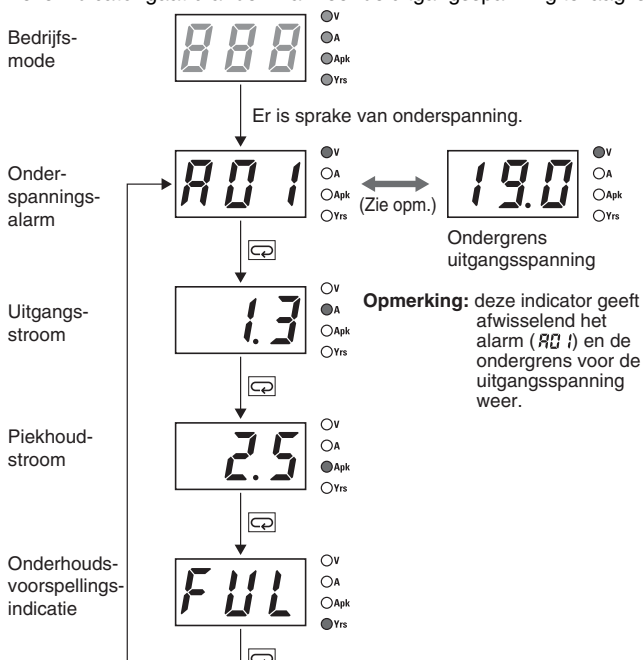 Bedrijfs-
mode
888
V
A
Apk
Yrs
Er is sprake van onderspanning.
Onder-
spannings-
alarm
A01
V
A
Apk
Yrs
(Zie opm.)
19.0
V
A
Apk
Yrs
Ondergrens
uitgangsspanning
Uitgangs-
stroom
1.3
V
A
Apk
Yrs
Opmerking: deze indicator geeft
afwisselend het
alarm (A01) en de
ondergrens voor de
uitgangsspanning
weer.
Piekhoud-
stroom
2.5
V
A
Apk
Yrs
Onderhouds-
voorspellings-
indicatie
FUL
V
A
Apk
Yrs